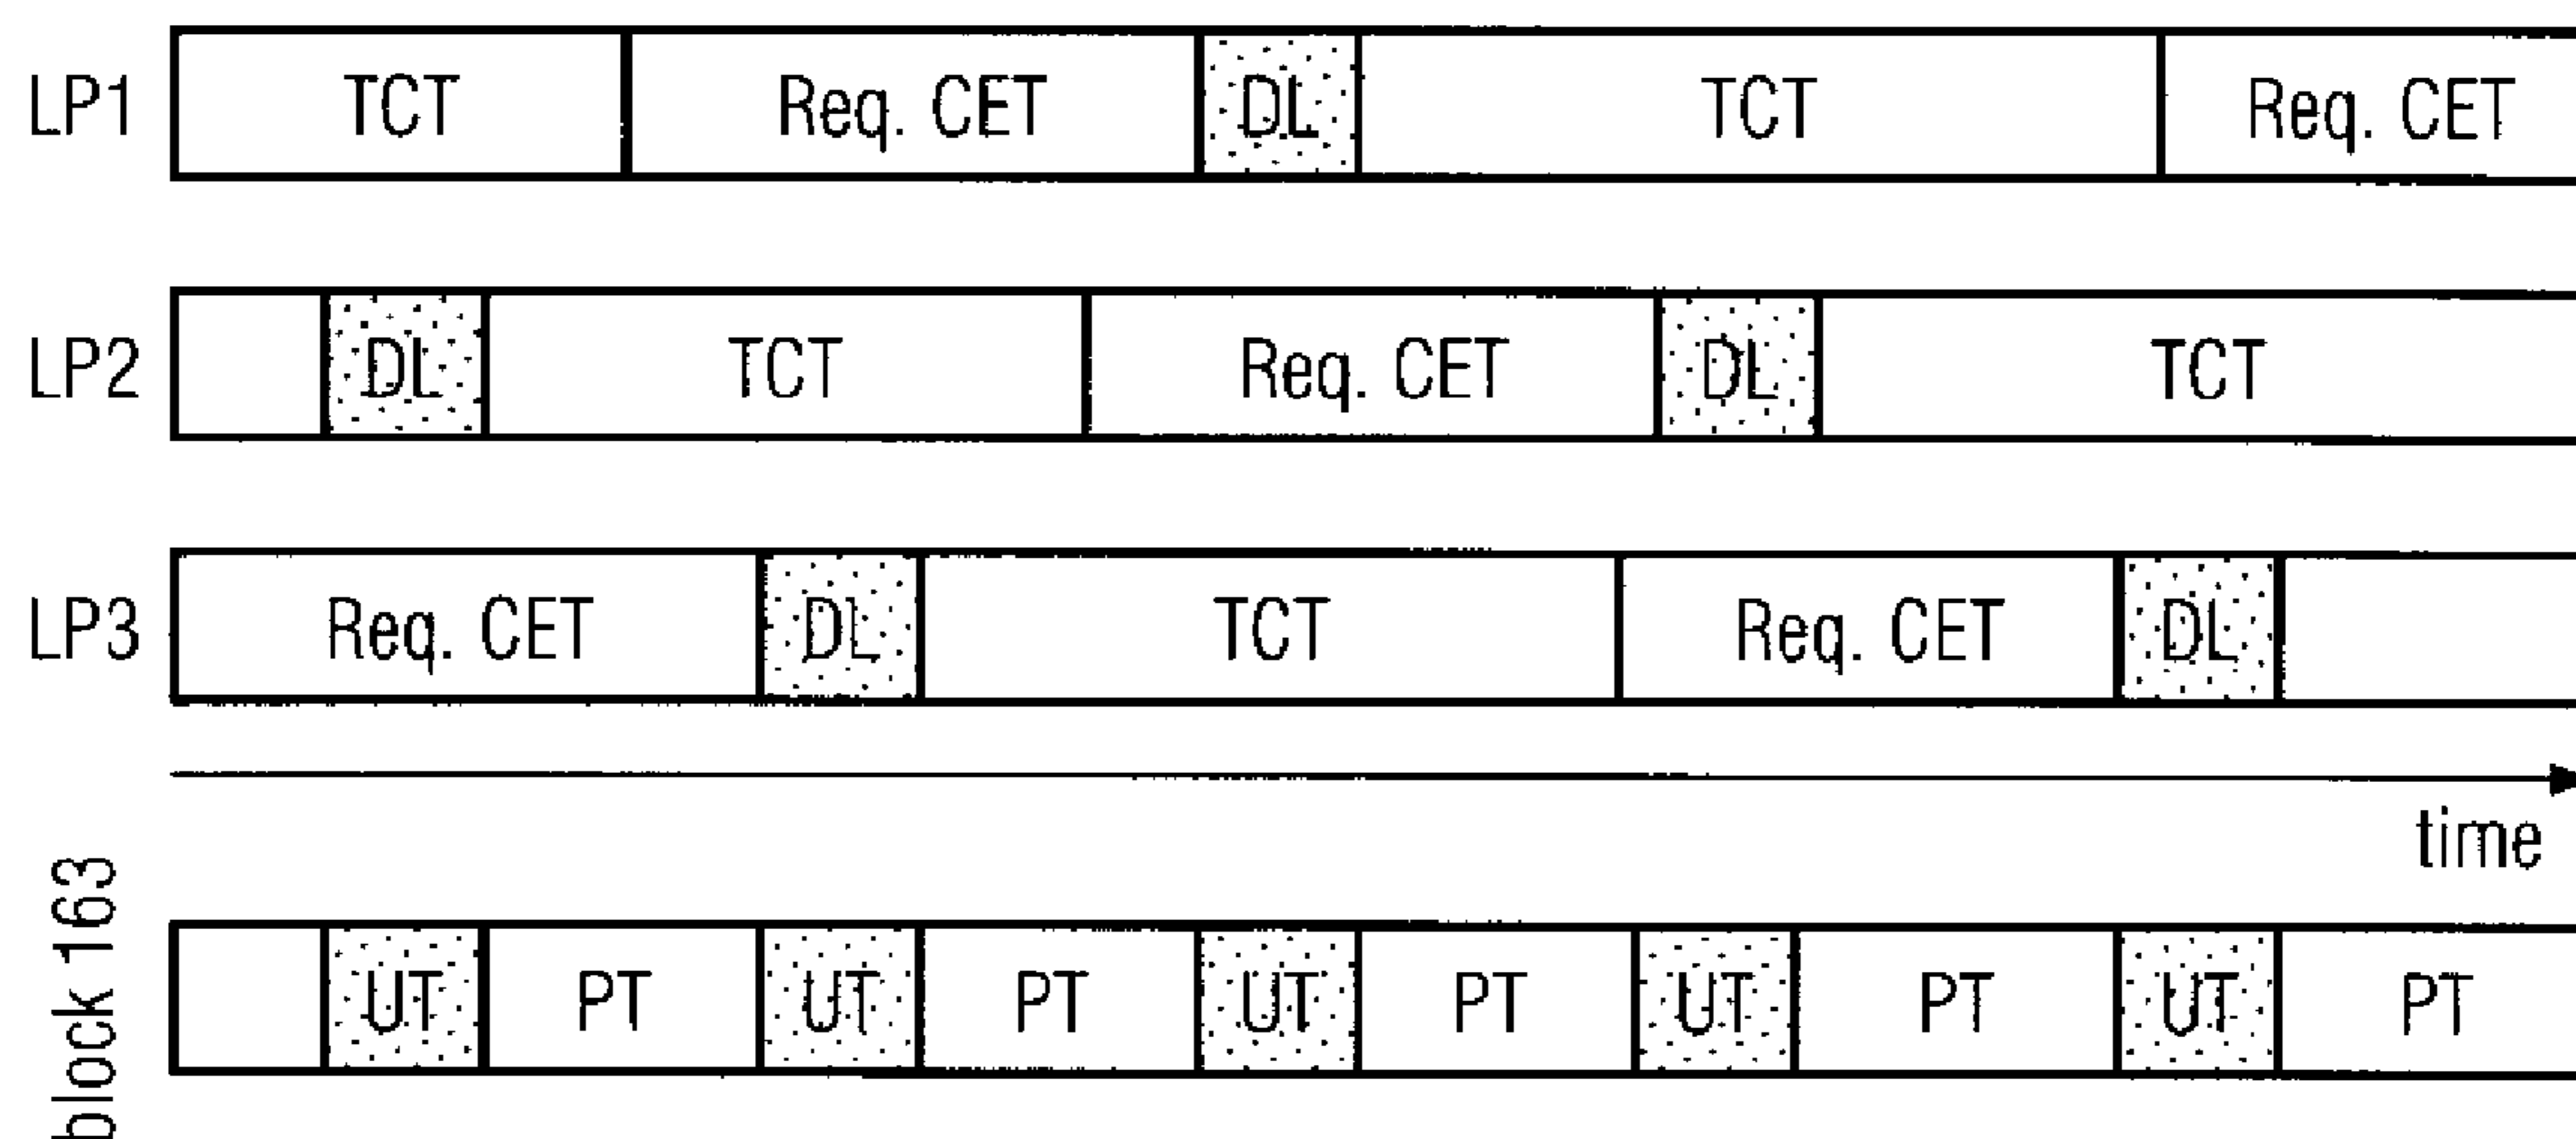 LP1 TCT Req. CET DL TCT Req. CET
LP2 DL TCT Req. CET DL TCT
LP3 Req. CET DL TCT Req. CET DL
time
block 163 UT PT UT PT UT PT UT PT UT PT